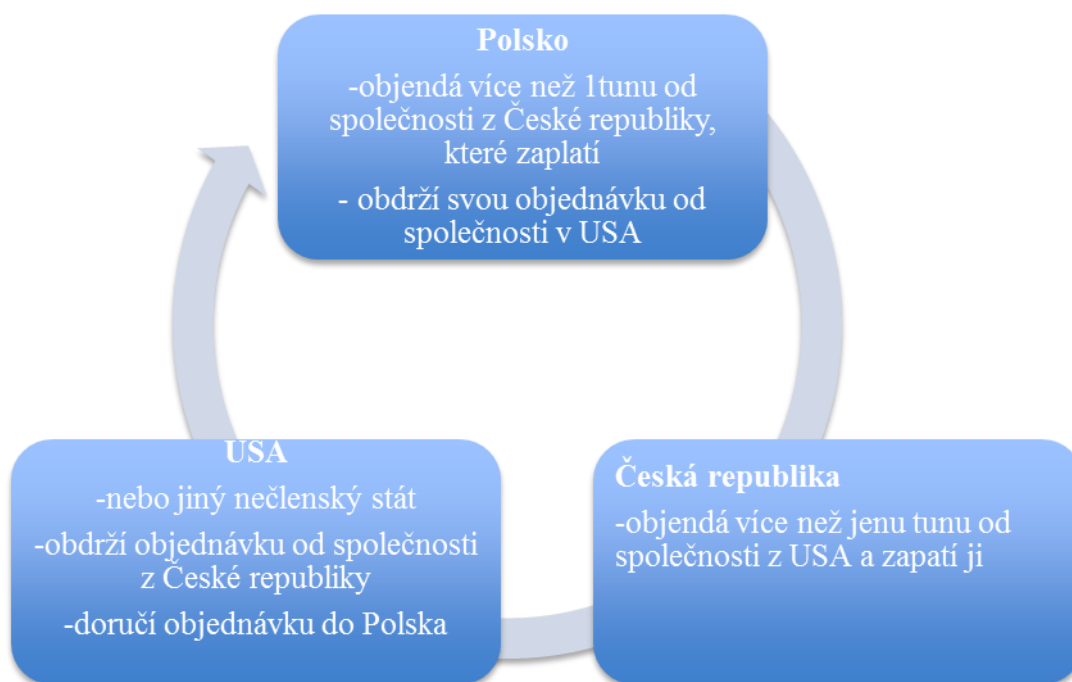 Polsko
-objendá více než 1tunu od
společnosti z České republiky,
které zaplatí
- obdrží svou objednávku od
společnosti v USA
USA
-nebo jiný nečlenský stát
-obdrží objednávku od společnosti
z České republiky
-doručí objednávku do Polska
Česká republika
-objendá více než jenu tunu od
společnosti z USA a zapatí ji